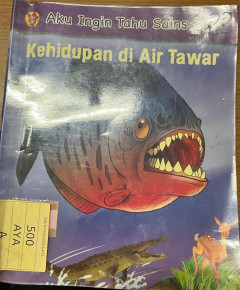 Aku Ingin Tahu Sains
Kehidupan di Air Tawar
500
AYA
A